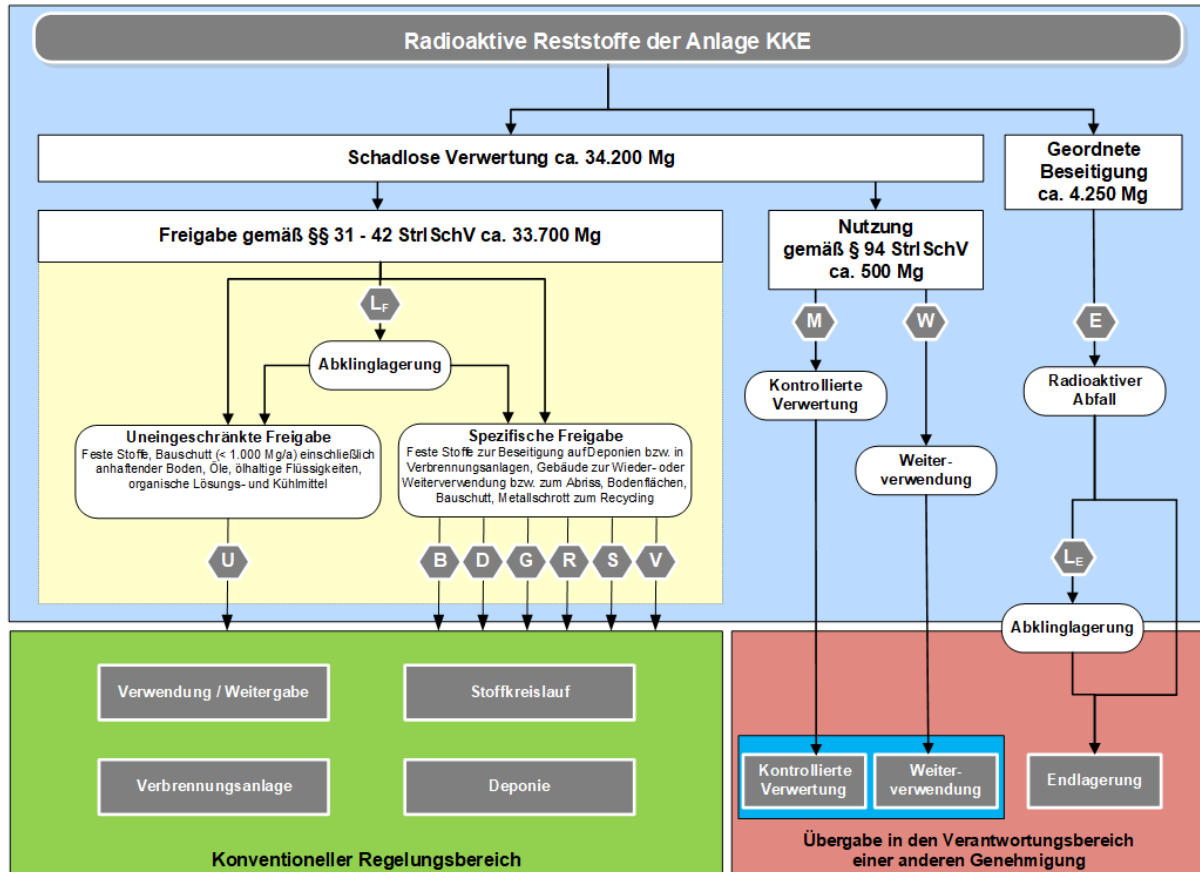 Radioaktive Reststoffe der Anlage KKE
Schadlose Verwertung ca. 34.200 Mg
Geordnete
Beseitigung
ca. 4.250 Mg
Freigabe gemäß §§ 31 - 42 StrlSchV ca. 33.700 Mg
Nutzung
gemäß § 94 StrlSchV
ca. 500 Mg
LF
M
W
E
Abklinglagerung
Kontrollierte
Verwertung
Radioaktiver
Abfall
Uneingeschränkte Freigabe
Feste Stoffe, Bauschutt (< 1.000 Mg/a) einschließlich
anhaftender Boden, Öle, ölhaltige Flüssigkeiten,
organische Lösungs- und Kühlmittel
Spezifische Freigabe
Feste Stoffe zur Beseitigung auf Deponien bzw. in
Verbrennungsanlagen, Gebäude zur Wieder- oder
Weiterverwendung bzw. zum Abriss, Bodenflächen,
Bauschutt, Metallschrott zum Recycling
Weiter-
verwendung
U
B
D
G
R
S
V
LE
Abklinglagerung
Verwendung / Weitergabe
Stoffkreislauf
Verbrennungsanlage
Deponie
Kontrollierte
Verwertung
Weiter-
verwendung
Endlagerung
Konventioneller Regelungsbereich
Übergabe in den Verantwortungsbereich
einer anderen Genehmigung